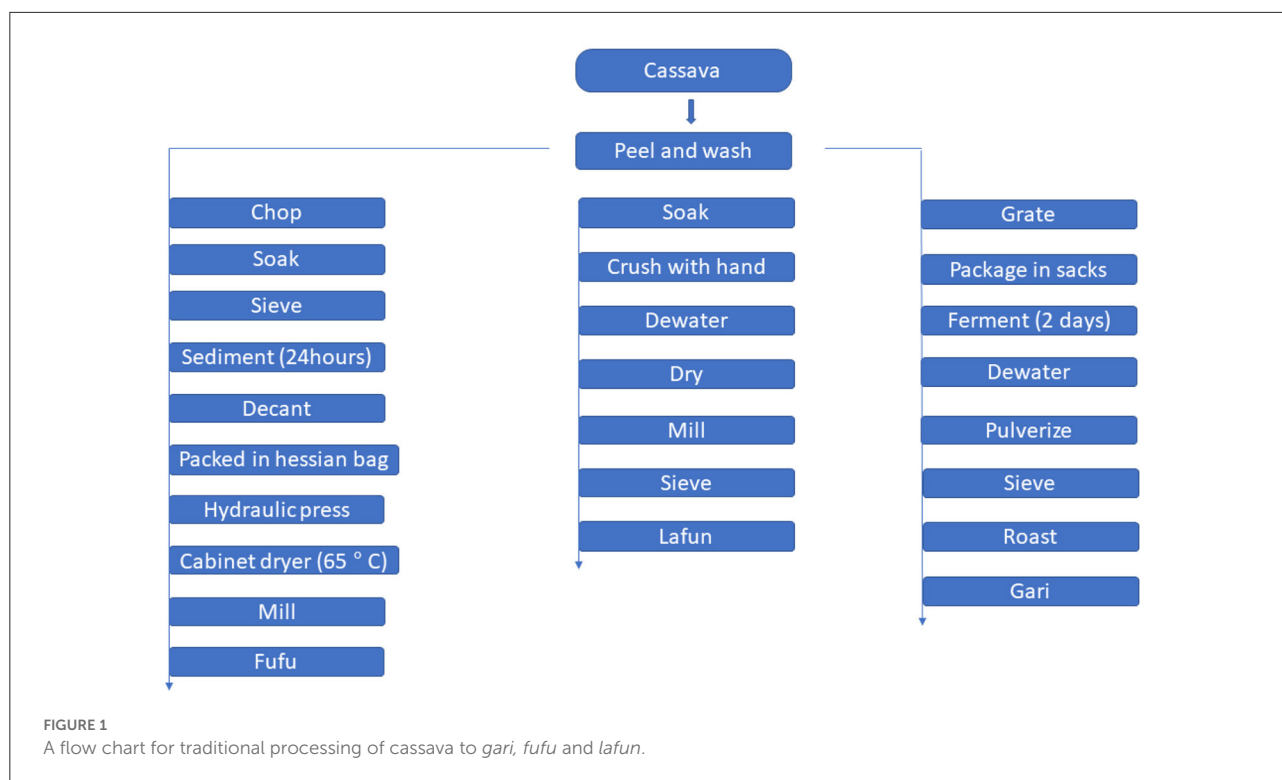 Cassava
Peel and wash
Chop
Soak
Sieve
Sediment (24hours)
Decant
Packed in hessian bag
Hydraulic press
Cabinet dryer (65 ° C)
Mill
Fufu
Soak
Crush with hand
Dewater
Dry
Mill
Sieve
Lafun
Grate
Package in sacks
Ferment (2 days)
Dewater
Pulverize
Sieve
Roast
Gari
FIGURE 1
A flow chart for traditional processing of cassava to gari, fufu and lafun.